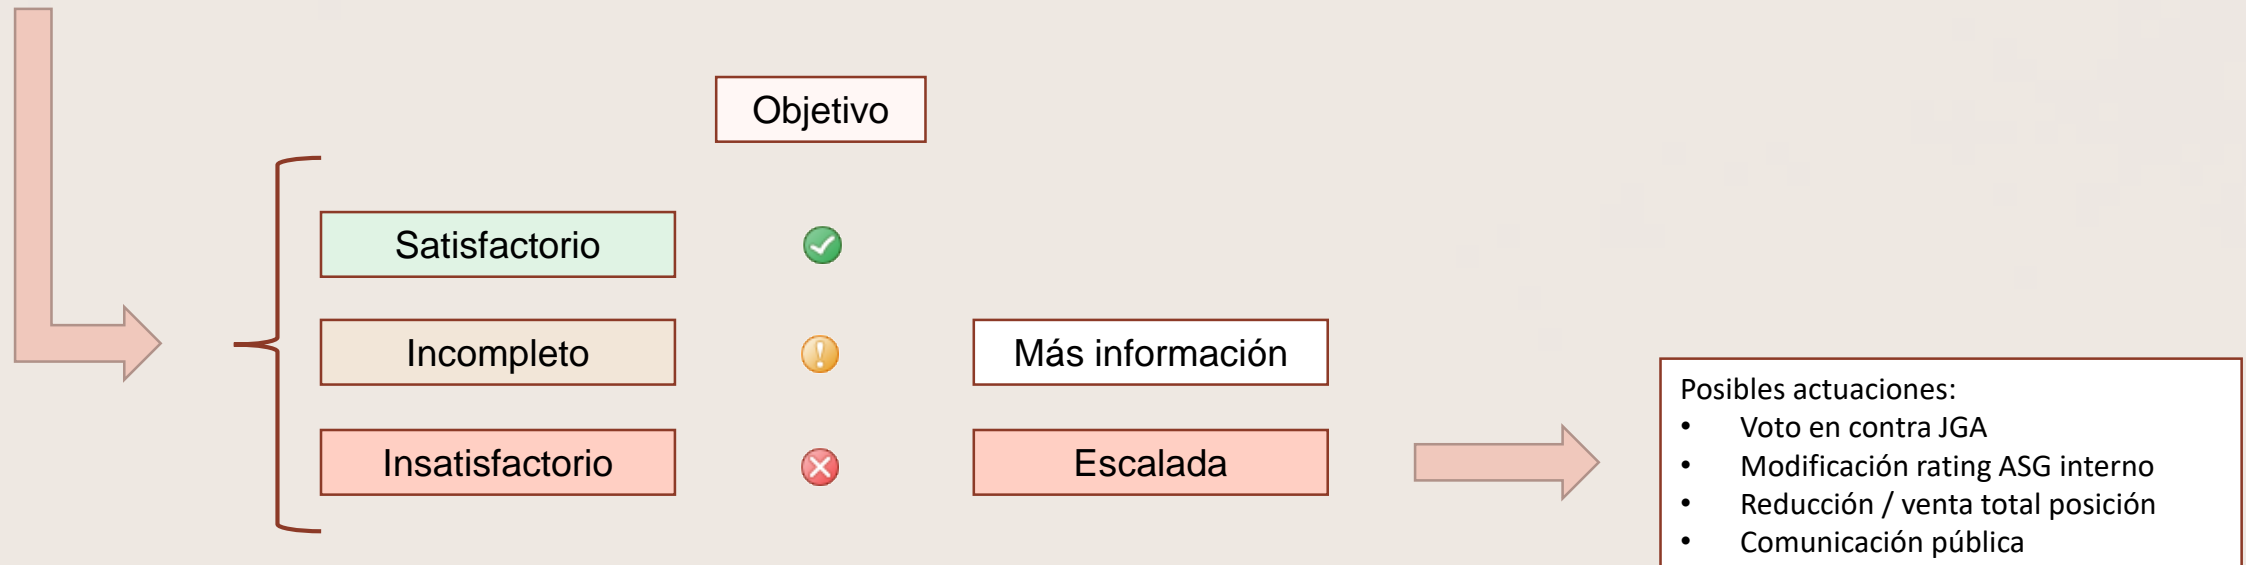 Objetivo
Satisfactorio
Incompleto
Más información
Insatisfactorio
Escalada
Posibles actuaciones:
• Voto en contra JGA
• Modificación rating ASG interno
• Reducción / venta total posición
• Comunicación pública